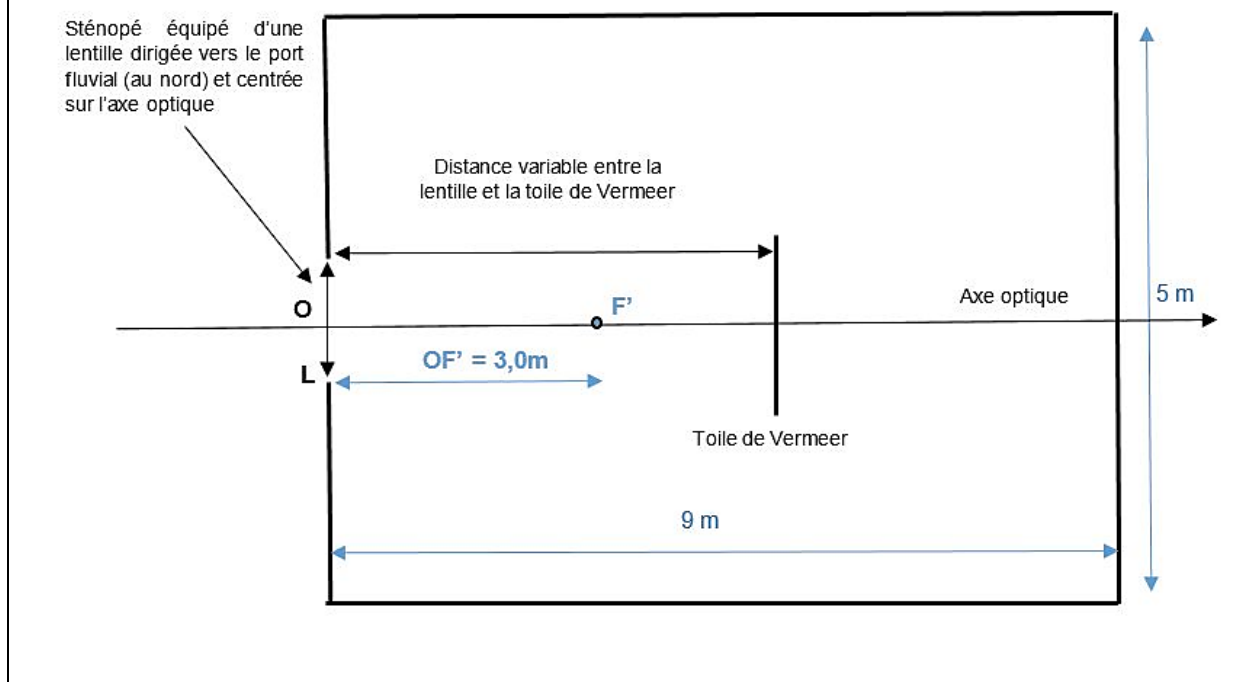 Sténopé équipé d'une
lentille dirigée vers le port
fluvial (au nord) et centrée
sur l'axe optique
Distance variable entre la
lentille et la toile de Vermeer
O
F'
Axe optique
5 m
OF' = 3,0m
L
Toile de Vermeer
9 m